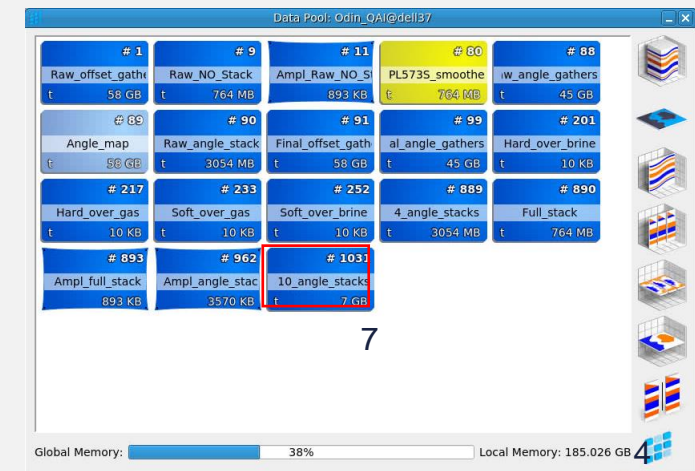 Data Pool: Odin_QAI@dell37
# 1
Raw_offset_gathe
t 58 GB
# 9
Raw_NO_Stack
t 764 MB
# 11
Ampl_Raw_NO_St
893 KB
# 80
PL573S_smoothe
t 764 MB
# 88
w_angle_gathers
t 45 GB
# 89
Angle_map
t 58 GB
# 90
Raw_angle_stack
t 3054 MB
# 91
Final_offset_gath
t 58 GB
# 99
al_angle_gathers
t 45 GB
# 201
Hard_over_brine
t 10 KB
# 217
Hard_over_gas
t 10 KB
# 233
Soft_over_gas
t 10 KB
# 252
Soft_over_brine
t 10 KB
# 889
4_angle_stacks
t 3054 MB
# 890
Full_stack
t 764 MB
# 893
Ampl_full_stack
893 KB
# 962
Ampl_angle_stac
3570 KB
# 1031
10_angle_stacks
t 7 GB
7
Global Memory: 38% Local Memory: 185.026 GB
4